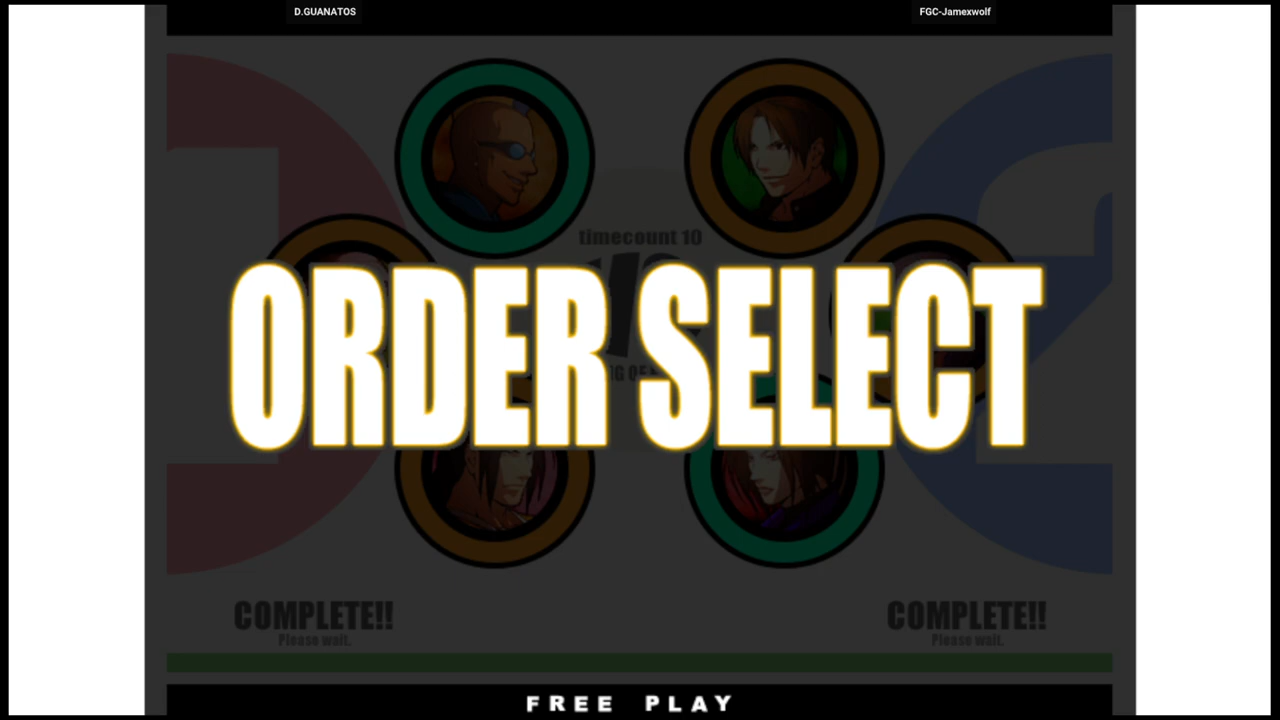 D.GUANATOS
FGC-Jamexwolf
timecount 10
ORDER SELECT
COMPLETE!!
Please wait.
COMPLETE!!
Please wait.
FREE PLAY